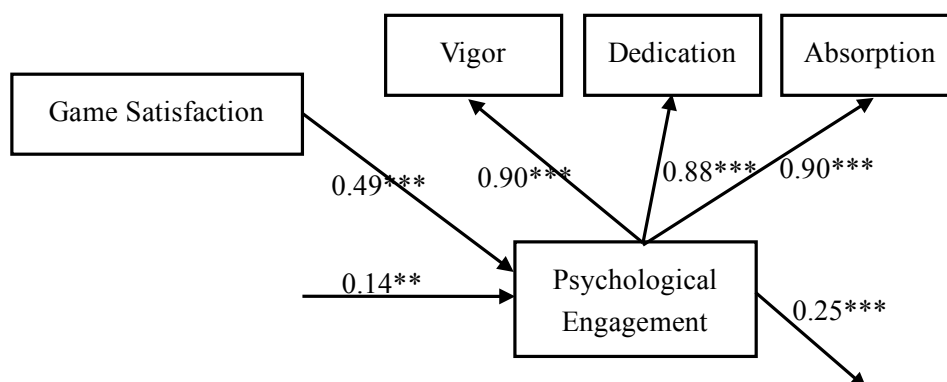 Vigor
Dedication
Absorption
Game Satisfaction
0.49***
0.90***
0.88***
0.90***
0.14**
Psychological
Engagement
0.25***